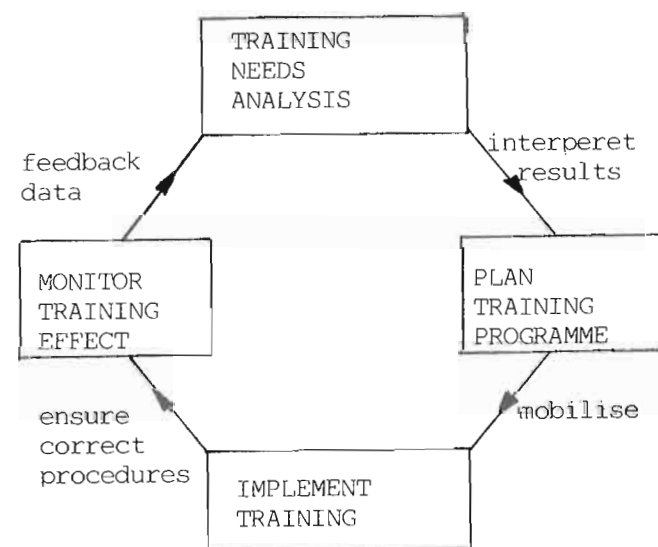 TRAINING
NEEDS
ANALYSIS
interperet
results
PLAN
TRAINING
PROGRAMME
mobilise
IMPLEMENT
TRAINING
ensure
correct
procedures
MONITOR
TRAINING
EFFECT
feedback
data